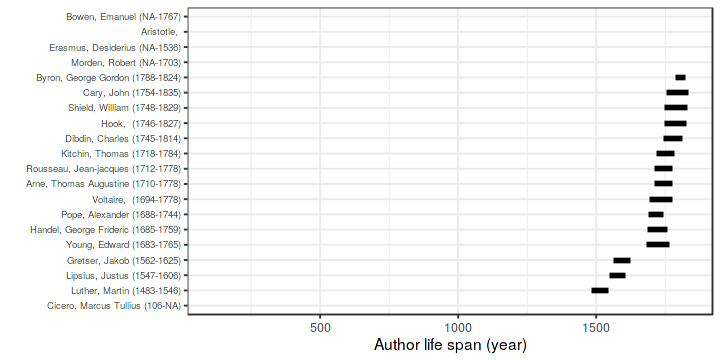 Bowen, Emanuel (NA-1767)
Aristotle,
Erasmus, Desiderius (NA-1536)
Morden, Robert (NA-1703)
Byron, George Gordon (1788-1824)
Cary, John (1754-1835)
Shield, William (1748-1829)
Hook,  (1746-1827)
Dibdin, Charles (1745-1814)
Kitchin, Thomas (1718-1784)
Rousseau, Jean-jacques (1712-1778)
Arne, Thomas Augustine (1710-1778)
Voltaire,  (1694-1778)
Pope, Alexander (1688-1744)
Handel, George Frideric (1685-1759)
Young, Edward (1683-1765)
Gretser, Jakob (1562-1625)
Lipsius, Justus (1547-1606)
Luther, Martin (1483-1546)
Cicero, Marcus Tullius (106-NA)
500 1000 1500
Author life span (year)